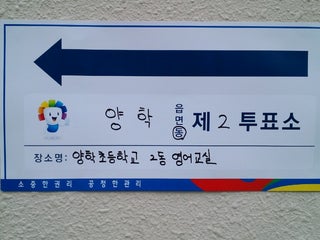 양학 읍면동 제2투표소
장소명: 양학초등학교 2동 영어교실
소중한권리 공정한관리